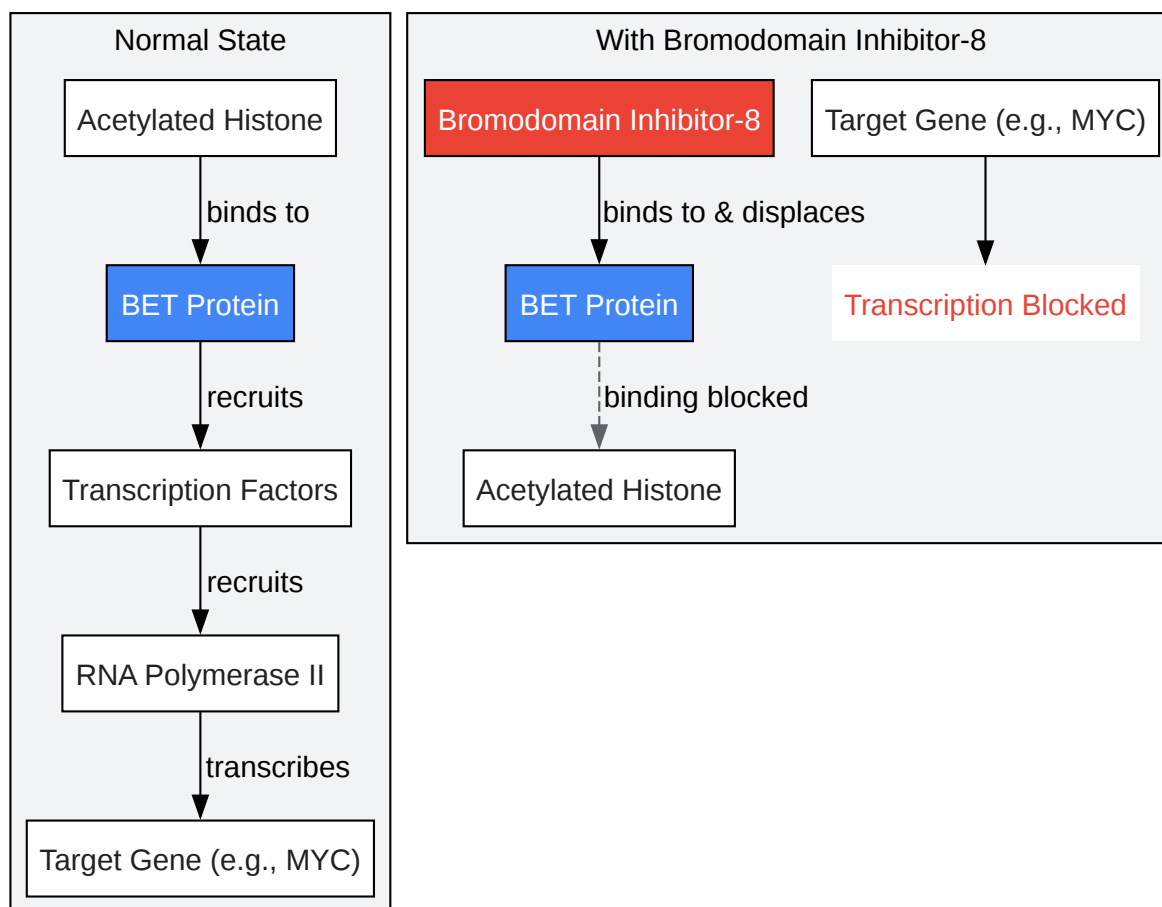 Normal State
Acetylated Histone
binds to
BET Protein
recruits
Transcription Factors
recruits
RNA Polymerase II
transcribes
Target Gene (e.g., MYC)
With Bromodomain Inhibitor-8
Bromodomain Inhibitor-8
binds to & displaces
BET Protein
binding blocked
Acetylated Histone
Target Gene (e.g., MYC)
Transcription Blocked